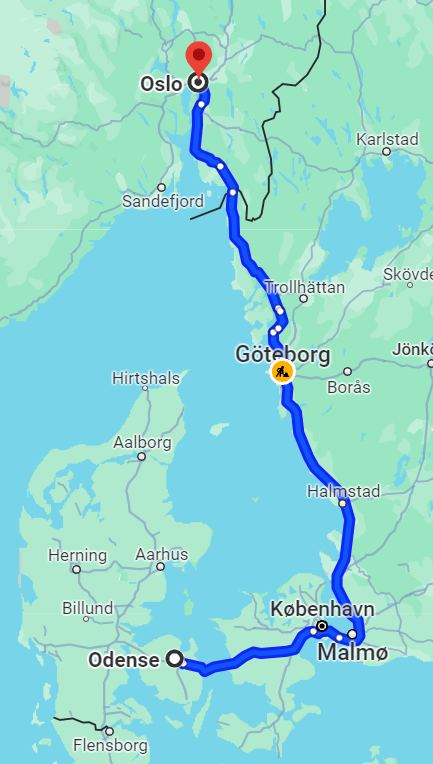 Oslo
Karlstad
Sandefjord
Skövde
Trollhättan
Göteborg
Jönkö
Hirtshals
Borås
Aalborg
Halmstad
Herning
Aarhus
Billund
København
Malmø
Odense
Flensborg